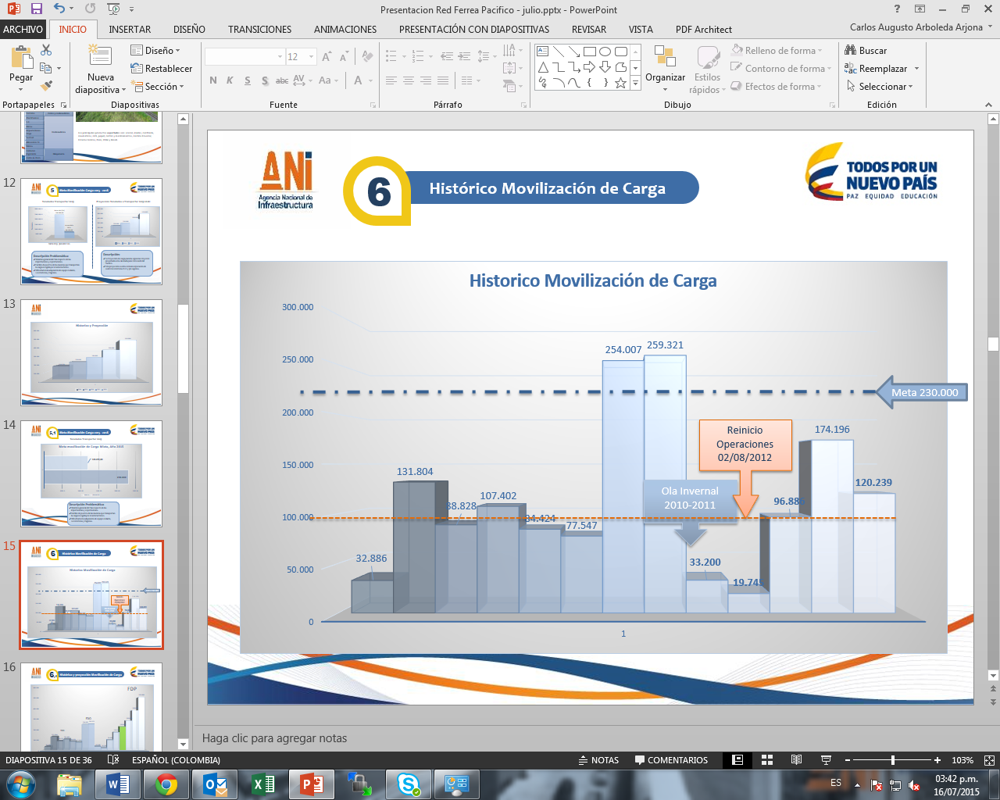 Presentacion Red Ferrea Pacifico - julio.pptx - PowerPoint
ARCHIVO
INICIO
INSERTAR
DISEÑO
TRANSICIONES
ANIMACIONES
PRESENTACIÓN CON DIAPOSITIVAS
REVISAR
VISTA
PDF Architect
Carlos Augusto Arboleda Arjona
Pegar
Nueva
diapositiva
Diseño
Restablecer
Sección
12
N K S S abc AV Aa A
Organizar
Estilos
rápidos
Relleno de forma
Contorno de forma
Efectos de forma
Buscar
Reemplazar
Seleccionar
Portapapeles
Diapositivas
Fuente
Párrafo
Dibujo
Edición
12
13
14
15
16
ANI
Agencia Nacional de
Infraestructura
6
Histórico Movilización de Carga
TODOS POR UN
NUEVO PAÍS
PAZ EQUIDAD EDUCACIÓN
Historico Movilización de Carga
300.000
250.000
200.000
150.000
100.000
50.000
0
32.886
131.804
107.402
77.547
254.007
259.321
33.200
96.886
174.196
120.239
Meta 230.000
Reinicio
Operaciones
02/08/2012
Ola Invernal
2010-2011
1
Haga clic para agregar notas
DIAPOSITIVA 15 DE 36
ESPAÑOL (COLOMBIA)
NOTAS
COMENTARIOS
103%
ES
03:42 p.m.
16/07/2015